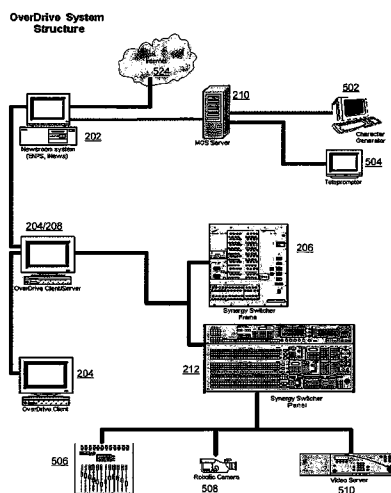 OverDrive System
Structure
Internet
524
210
502
Character
Generator
202
Newsroom system
(ENPS, iNews)
MOS Server
504
Teleprompter
204/208
206
OverDrive Client/Server
Synergy Switcher
Frame
204
212
OverDrive Client
Synergy Switcher
Panel
506
Robotic Camera
508
Video Server
510